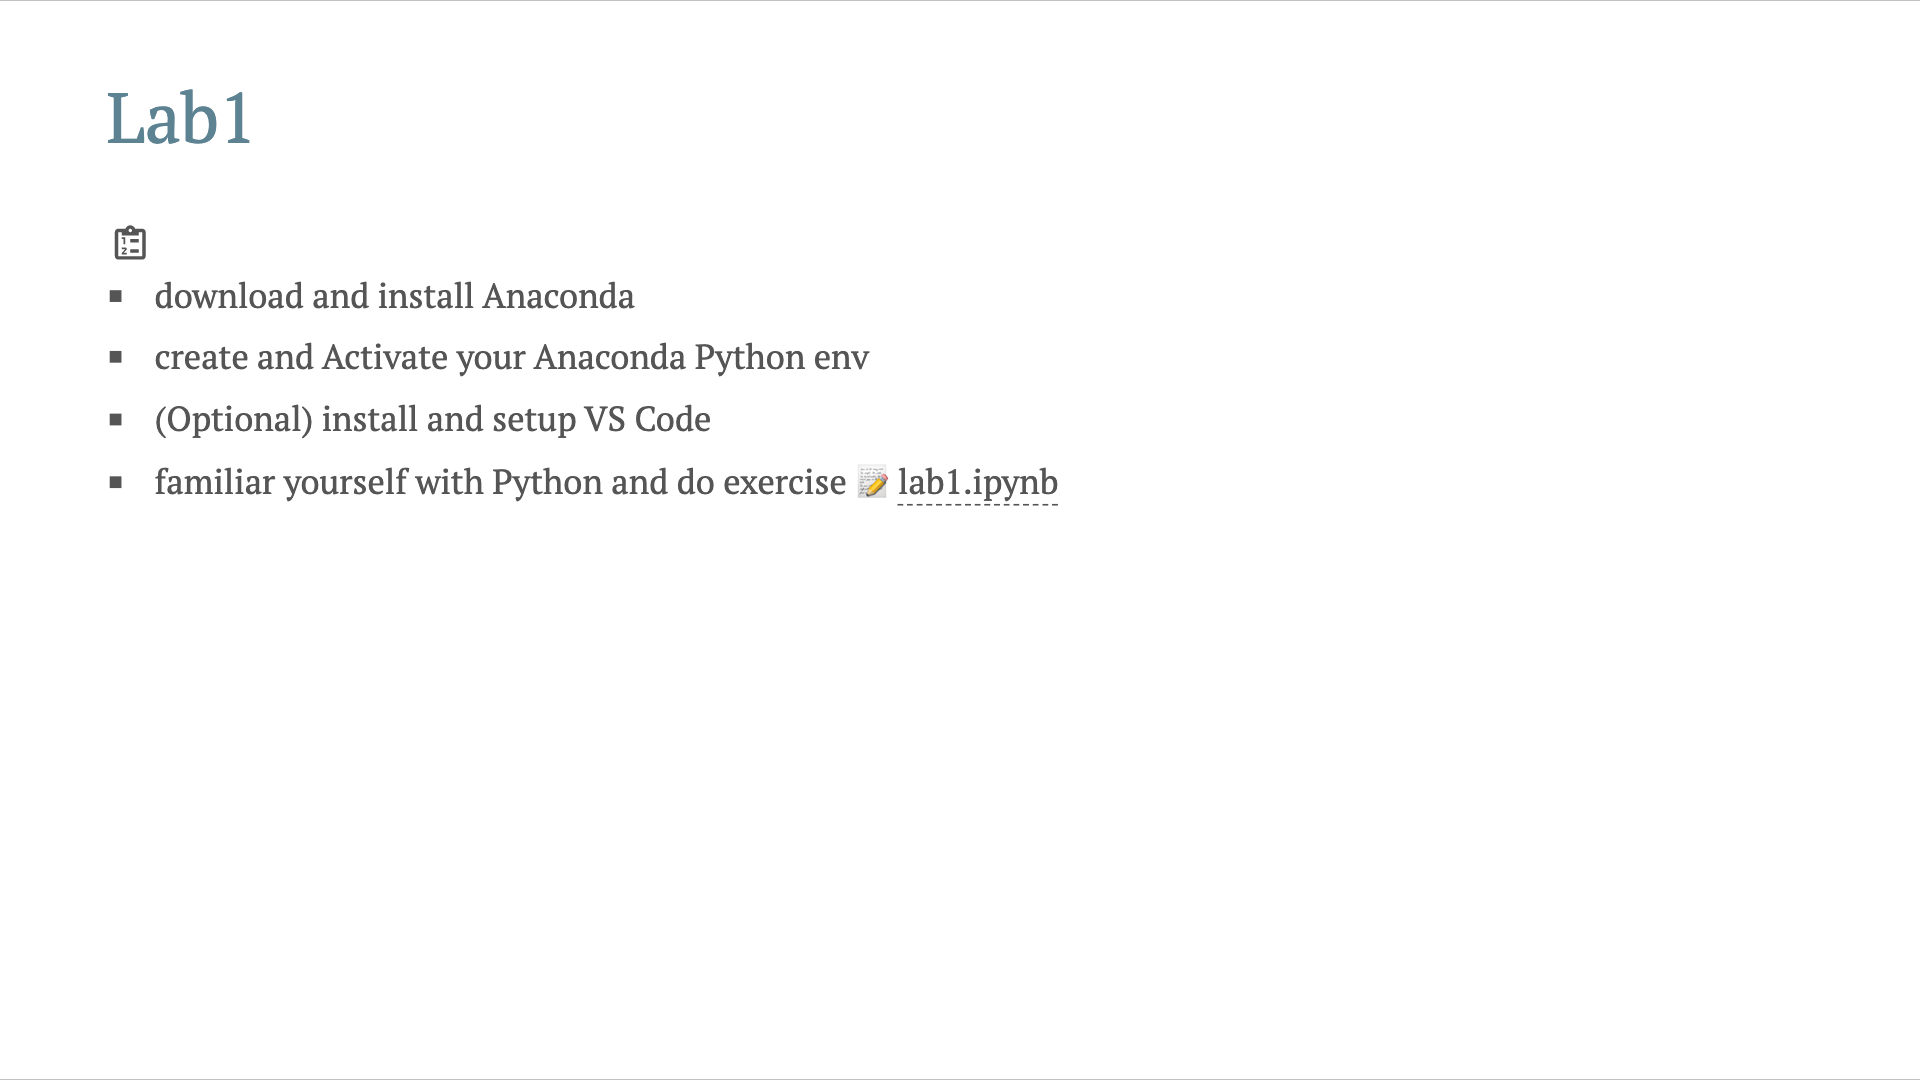 Lab1
download and install Anaconda
create and Activate your Anaconda Python env
(Optional) install and setup VS Code
familiar yourself with Python and do exercise 📝 lab1.ipynb